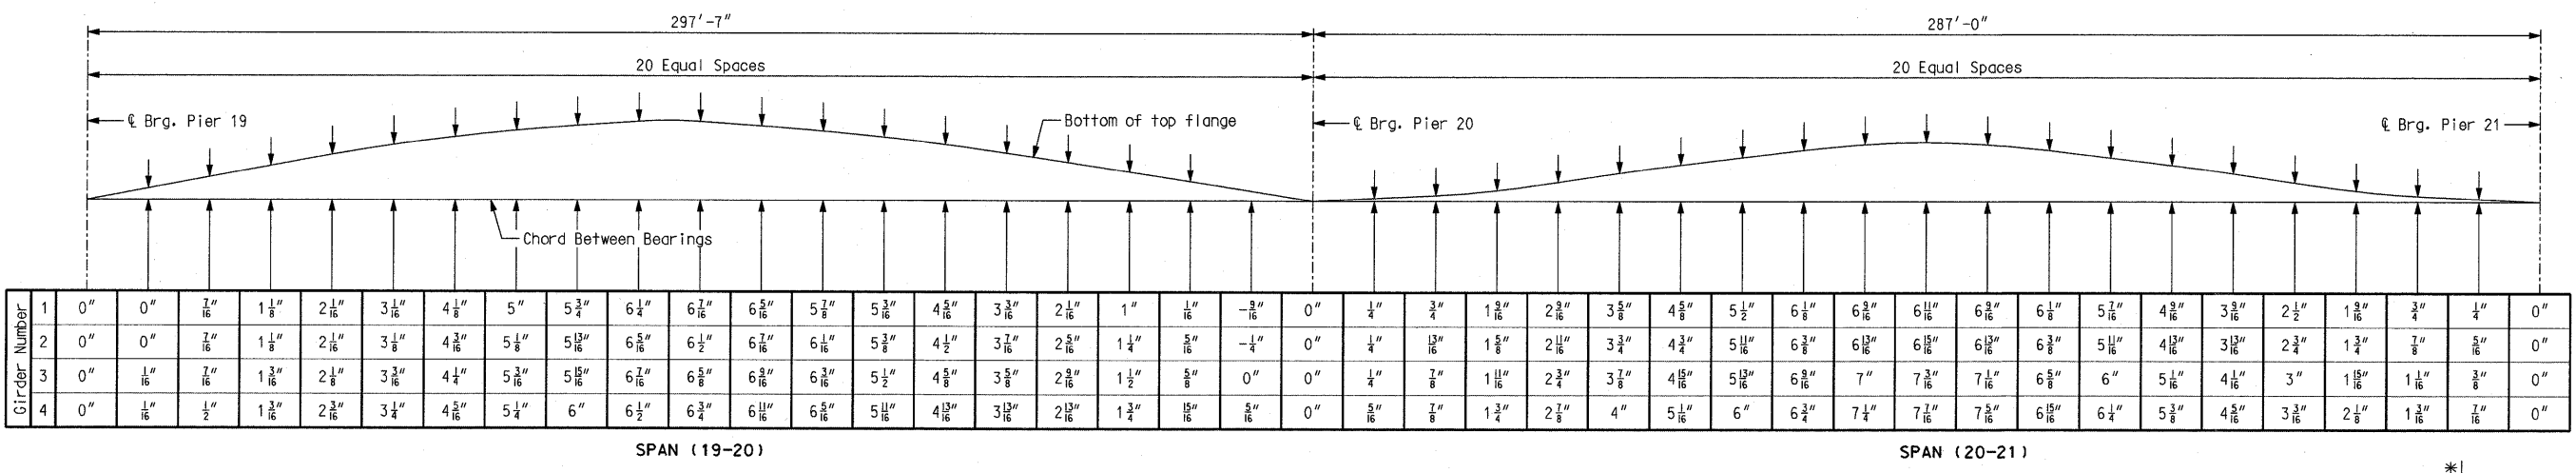 297'-7"
287'-0"
20 Equal Spaces
20 Equal Spaces
℄ Brg. Pier 19
Bottom of top flange
℄ Brg. Pier 20
℄ Brg. Pier 21
Chord Between Bearings
Girder Number
1 0" 0" 7/16" 1 1/8" 2 1/16" 3 1/16" 4 1/8" 5" 5 3/4" 6 1/4" 6 7/16" 6 5/16" 5 7/8" 5 3/16" 4 5/16" 3 3/16" 2 1/16" 1" 1/16" -9/16" 0" 1/4" 3/4" 1 9/16" 2 9/16" 3 5/8" 4 5/8" 5 1/2" 6 1/8" 6 9/16" 6 11/16" 6 9/16" 6 1/8" 5 7/16" 4 9/16" 3 9/16" 2 1/2" 1 9/16" 3/4" 1/4" 0"
2 0" 0" 7/16" 1 1/8" 2 1/16" 3 1/8" 4 3/16" 5 1/8" 5 13/16" 6 5/16" 6 1/2" 6 7/16" 6 1/16" 5 3/8" 4 1/2" 3 7/16" 2 5/16" 1 1/4" 5/16" -1/4" 0" 1/4" 13/16" 1 5/8" 2 11/16" 3 3/4" 4 3/4" 5 11/16" 6 3/8" 6 13/16" 6 15/16" 6 13/16" 6 3/8" 5 11/16" 4 13/16" 3 13/16" 2 3/4" 1 3/4" 7/8" 5/16" 0"
3 0" 1/16" 7/16" 1 3/16" 2 1/8" 3 3/16" 4 1/4" 5 3/16" 5 15/16" 6 7/16" 6 5/8" 6 9/16" 6 3/16" 5 1/2" 4 5/8" 3 5/8" 2 9/16" 1 1/2" 5/8" 0" 0" 1/4" 7/8" 1 11/16" 2 3/4" 3 7/8" 4 15/16" 5 13/16" 6 9/16" 7" 7 3/16" 7 1/16" 6 5/8" 6" 5 1/16" 4 1/16" 3" 1 15/16" 1 1/16" 3/8" 0"
4 0" 1/16" 1/2" 1 3/16" 2 3/16" 3 1/4" 4 5/16" 5 1/4" 6" 6 1/2" 6 3/4" 6 11/16" 6 5/16" 5 11/16" 4 13/16" 3 13/16" 2 13/16" 1 3/4" 15/16" 5/16" 0" 5/16" 7/8" 1 3/4" 2 7/8" 4" 5 1/16" 6" 6 3/4" 7 1/4" 7 7/16" 7 5/16" 6 15/16" 6 1/4" 5 3/8" 4 5/16" 3 3/16" 2 1/8" 1 3/16" 7/16" 0"
SPAN (19-20)
SPAN (20-21)